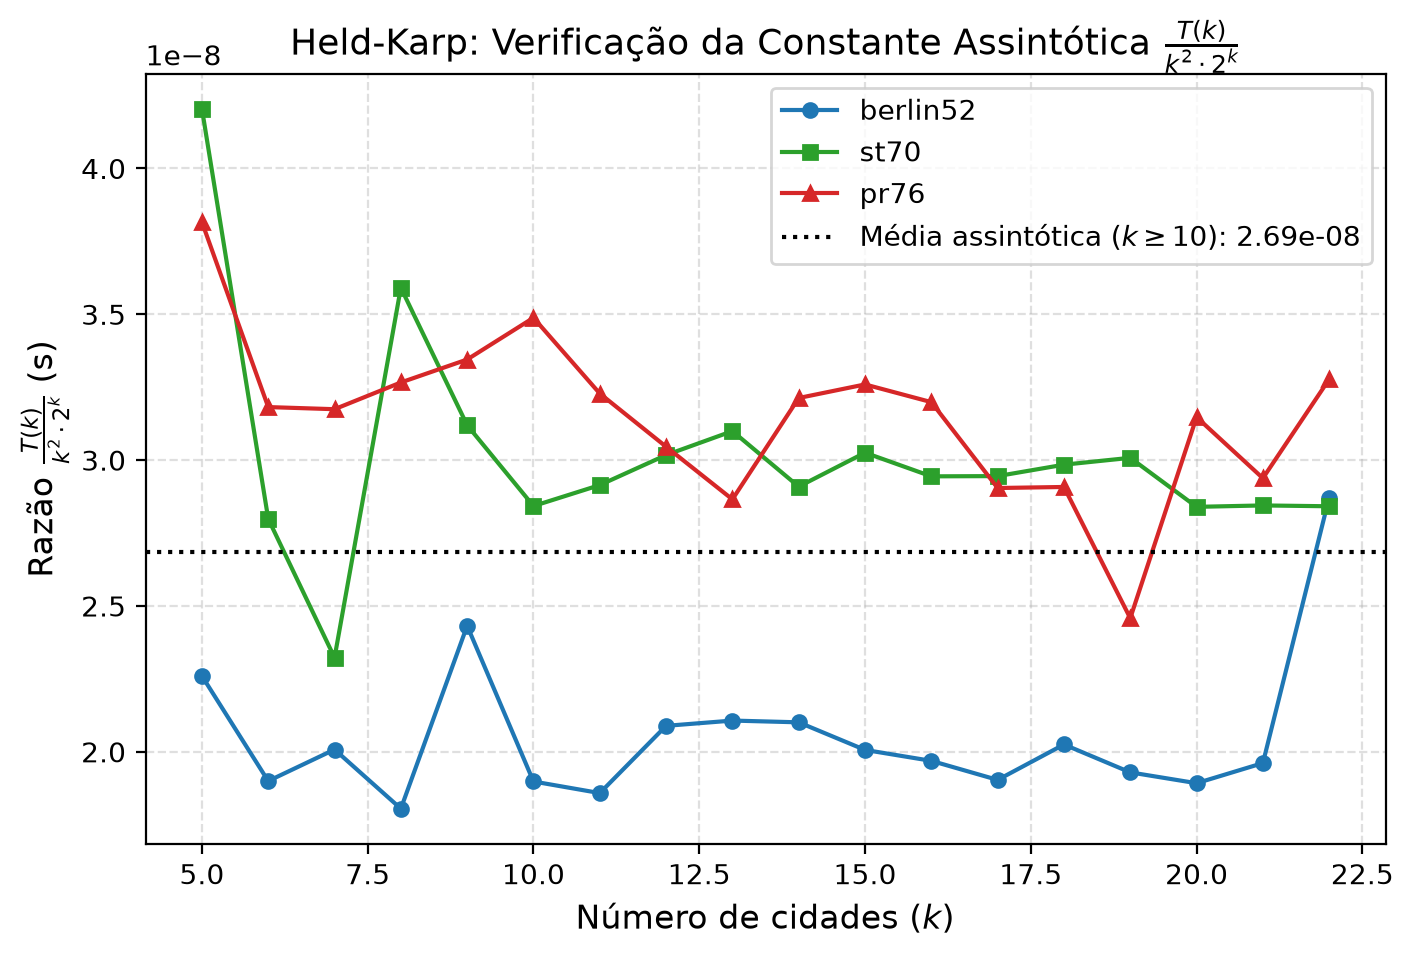 Held-Karp: Verificação da Constante Assintótica T(k)/k²·2ᵏ
1e−8
berlin52
st70
pr76
Média assintótica (k ≥ 10): 2.69e-08
4.0
3.5
3.0
2.5
2.0
Razão T(k)/k²·2ᵏ (s)
5.0 7.5 10.0 12.5 15.0 17.5 20.0 22.5
Número de cidades (k)